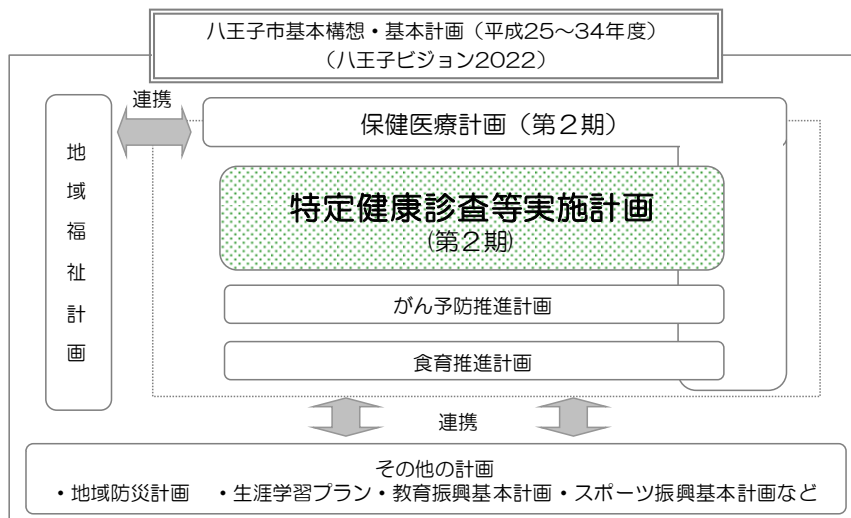 八王子市基本構想・基本計画（平成25～34年度）
（八王子ビジョン2022）
連携
地域福祉計画
保健医療計画（第２期）
特定健康診査等実施計画
(第２期)
がん予防推進計画
食育推進計画
連携
その他の計画
・地域防災計画　・生涯学習プラン・教育振興基本計画・スポーツ振興基本計画など